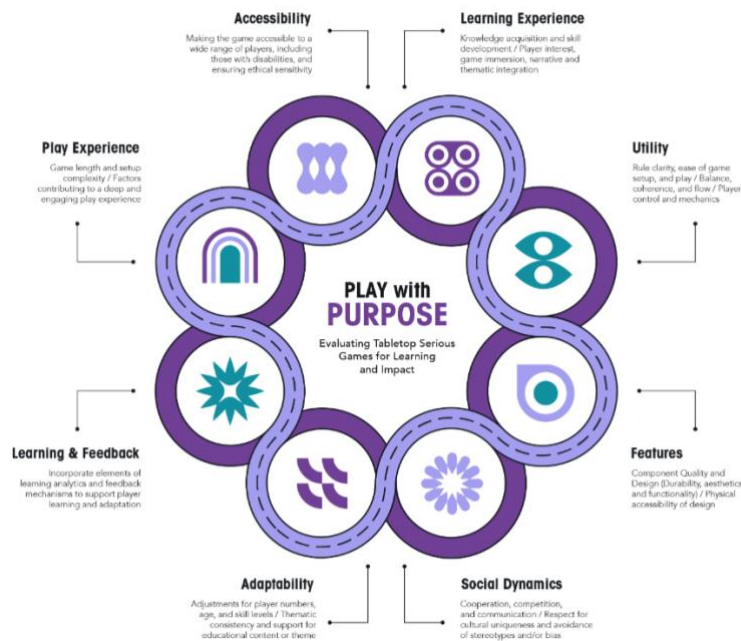 Accessibility
Making the game accessible to a
wide range of players, including
those with disabilities, and
ensuring ethical sensitivity
Learning Experience
Knowledge acquisition and skill
development / Player interest,
game immersion, narrative and
thematic integration
Play Experience
Game length and setup
complexity / Factors
contributing to a deep and
engaging play experience
Utility
Rule clarity, ease of game
setup, and play / Balance,
coherence, and flow / Player
control and mechanics
PLAY with
PURPOSE
Evaluating Tabletop Serious
Games for Learning
and Impact
Learning & Feedback
Incorporate elements of
learning analytics and feedback
mechanisms to support player
learning and adaptation
Features
Component Quality and
Design (Durability, aesthetics
and functionality) / Physical
accessibility of design
Adaptability
Adjustments for player numbers,
age, and skill levels / Thematic
consistency and support for
educational content or theme
Social Dynamics
Cooperation, competition,
and communication / Respect for
cultural uniqueness and avoidance
of stereotypes and/or bias